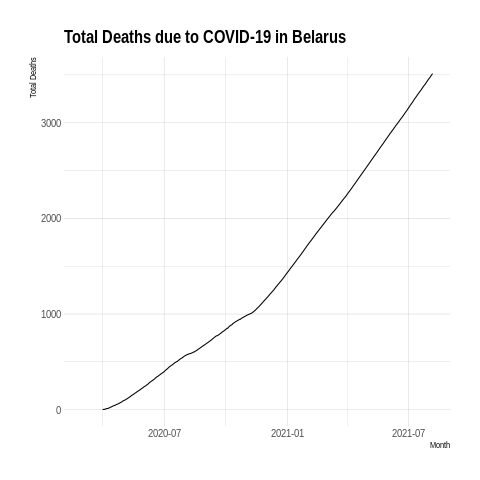 Total Deaths due to COVID-19 in Belarus
Total Deaths
3000
2000
1000
0
2020-07 2021-01 2021-07
Month